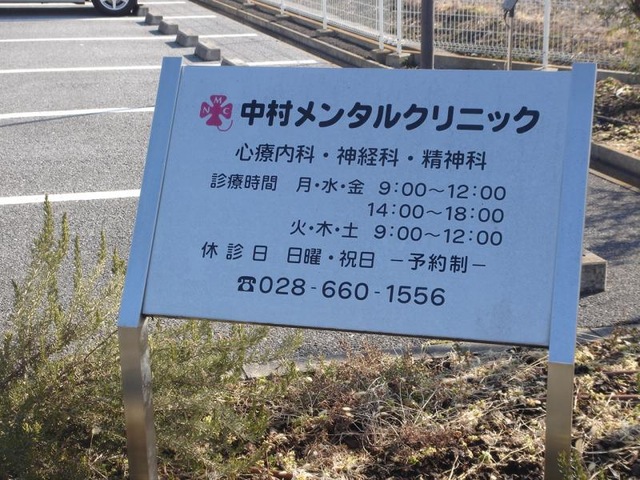 NMC 中村メンタルクリニック
心療内科・神経科・精神科
診療時間 月・水・金 9:00～12:00
14:00～18:00
火・木・土 9:00～12:00
休診日 日曜・祝日 －予約制－
☎028-660-1556